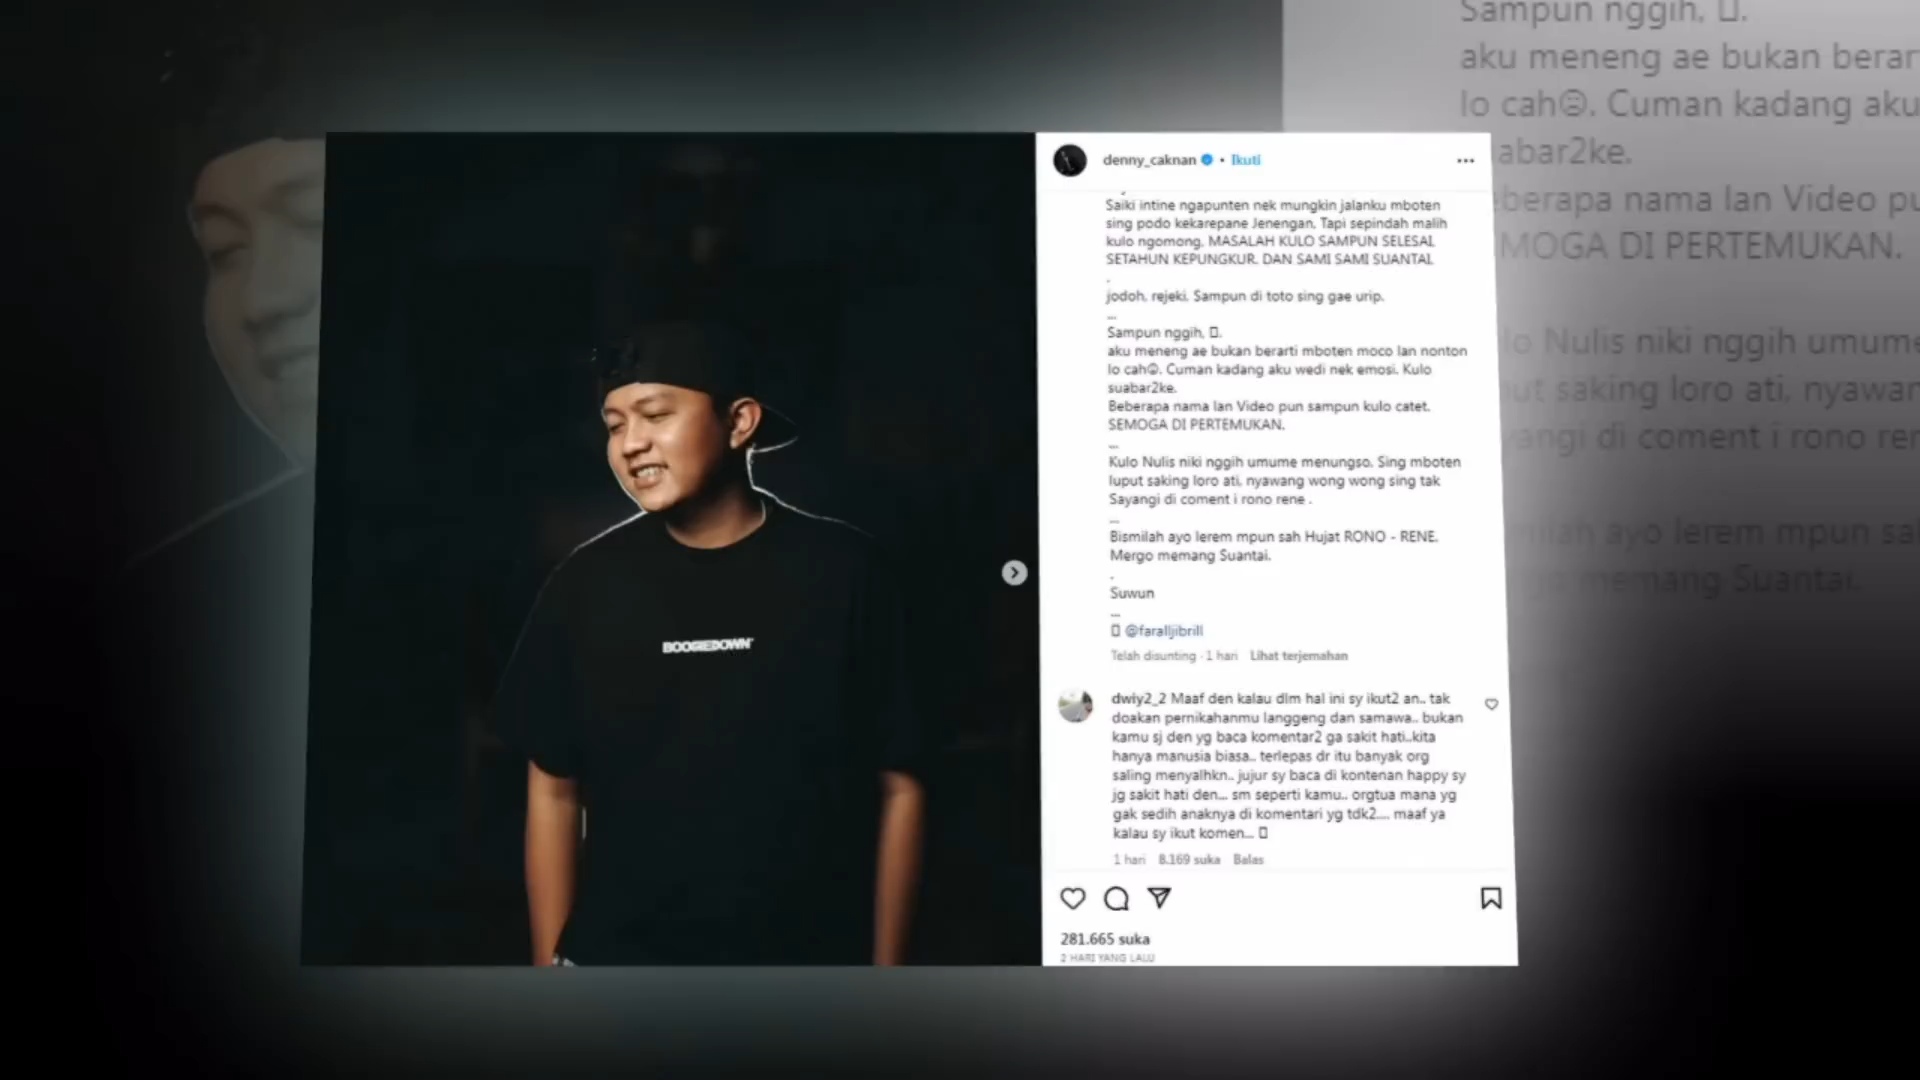 Sampun nggih,
aku meneng ae bukan berar
lo cah☹. Cuman kadang aku
abar2ke.
berapa nama lan Video pu
MOGA DI PERTEMUKAN.
lo Nulis niki nggih umume
ut saking loro ati, nyawan
angi di coment i rono rer
ilah ayo lerem mpun sa
memang Suantai.
denny_caknan • Ikuti
Saiki intine ngapunten nek mungkin jalanku mboten
sing podo kekarepane Jenengan. Tapi sepindah malih
kulo ngomong. MASALAH KULO SAMPUN SELESAI.
SETAHUN KEPUNGKUR. DAN SAMI SAMI SUANTAI.
.
jodoh, rejeki. Sampun di toto sing gae urip.
...
Sampun nggih, 
aku meneng ae bukan berarti mboten moco lan nonton
lo cah☹. Cuman kadang aku wedi nek emosi. Kulo
suabar2ke.
Beberapa nama lan Video pun sampun kulo catet.
SEMOGA DI PERTEMUKAN.
...
Kulo Nulis niki nggih umume menungso. Sing mboten
luput saking loro ati, nyawang wong wong sing tak
Sayangi di coment i rono rene .
...
Bismilah ayo lerem mpun sah Hujat RONO - RENE.
Mergo memang Suantai.
.
Suwun
...
@faralljibrill
Telah disunting · 1 hari Lihat terjemahan
dwiy2_2 Maaf den kalau dlm hal ini sy ikut2 an.. tak
doakan pernikahanmu langgeng dan samawa.. bukan
kamu sj den yg baca komentar2 ga sakit hati..kita
hanya manusia biasa.. terlepas dr itu banyak org
saling menyalhkn.. jujur sy baca di kontenan happy sy
jg sakit hati den... sm seperti kamu.. orgtua mana yg
gak sedih anaknya di komentari yg tdk2.... maaf ya
kalau sy ikut komen...
1 hari 8.169 suka Balas
281.665 suka
2 HARI YANG LALU
BOOGIEDOWN